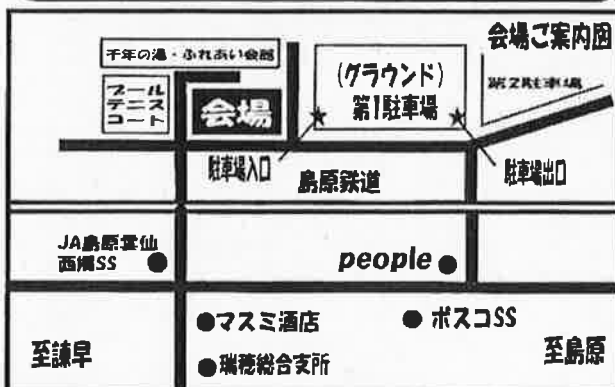 会場ご案内図
千年の湯・ふれあい会館
プール
テニス
コート
会場
(グラウンド)
第1駐車場
第2駐車場
駐車場入口
島原鉄道
駐車場出口
JA島原雲仙
西郷SS
people
マスミ酒店
ボスコSS
至諫早
瑞穂総合支所
至島原